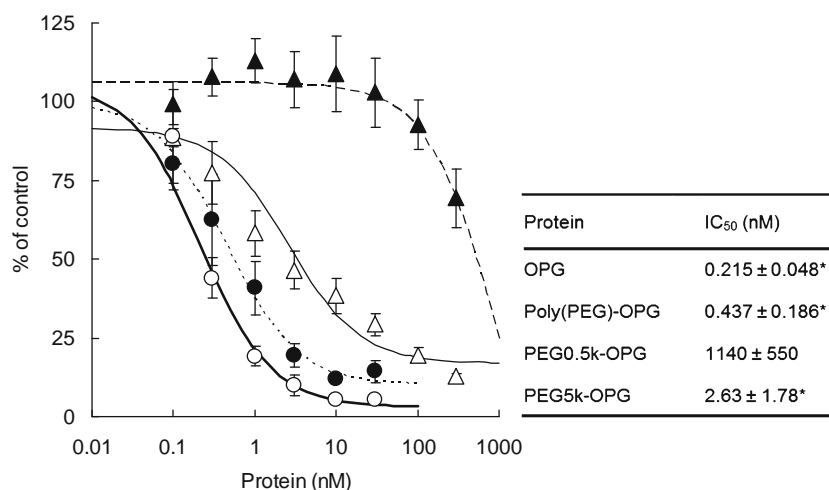 125
100
75
50
25
0
% of control
0.01 0.1 1 10 100 1000
Protein (nM)
Protein IC₅₀ (nM)
OPG 0.215 ± 0.048*
Poly(PEG)-OPG 0.437 ± 0.186*
PEG0.5k-OPG 1140 ± 550
PEG5k-OPG 2.63 ± 1.78*